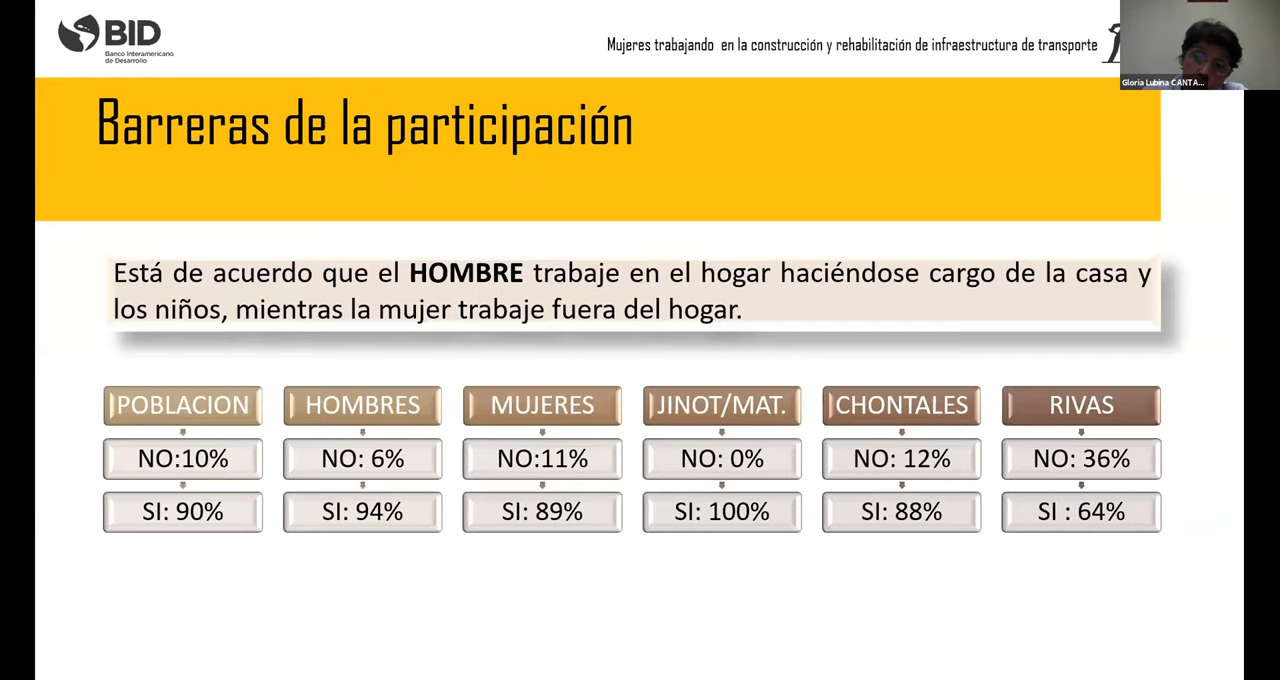 BID
Banco Interamericano
de Desarrollo
Mujeres trabajando en la construcción y rehabilitación de infraestructura de transporte
Gloria Lubina CANTA...
Barreras de la participación
Está de acuerdo que el HOMBRE trabaje en el hogar haciéndose cargo de la casa y
los niños, mientras la mujer trabaje fuera del hogar.
POBLACION HOMBRES MUJERES JINOT/MAT. CHONTALES RIVAS
NO:10% NO: 6% NO:11% NO: 0% NO: 12% NO: 36%
SI: 90% SI: 94% SI: 89% SI: 100% SI: 88% SI : 64%